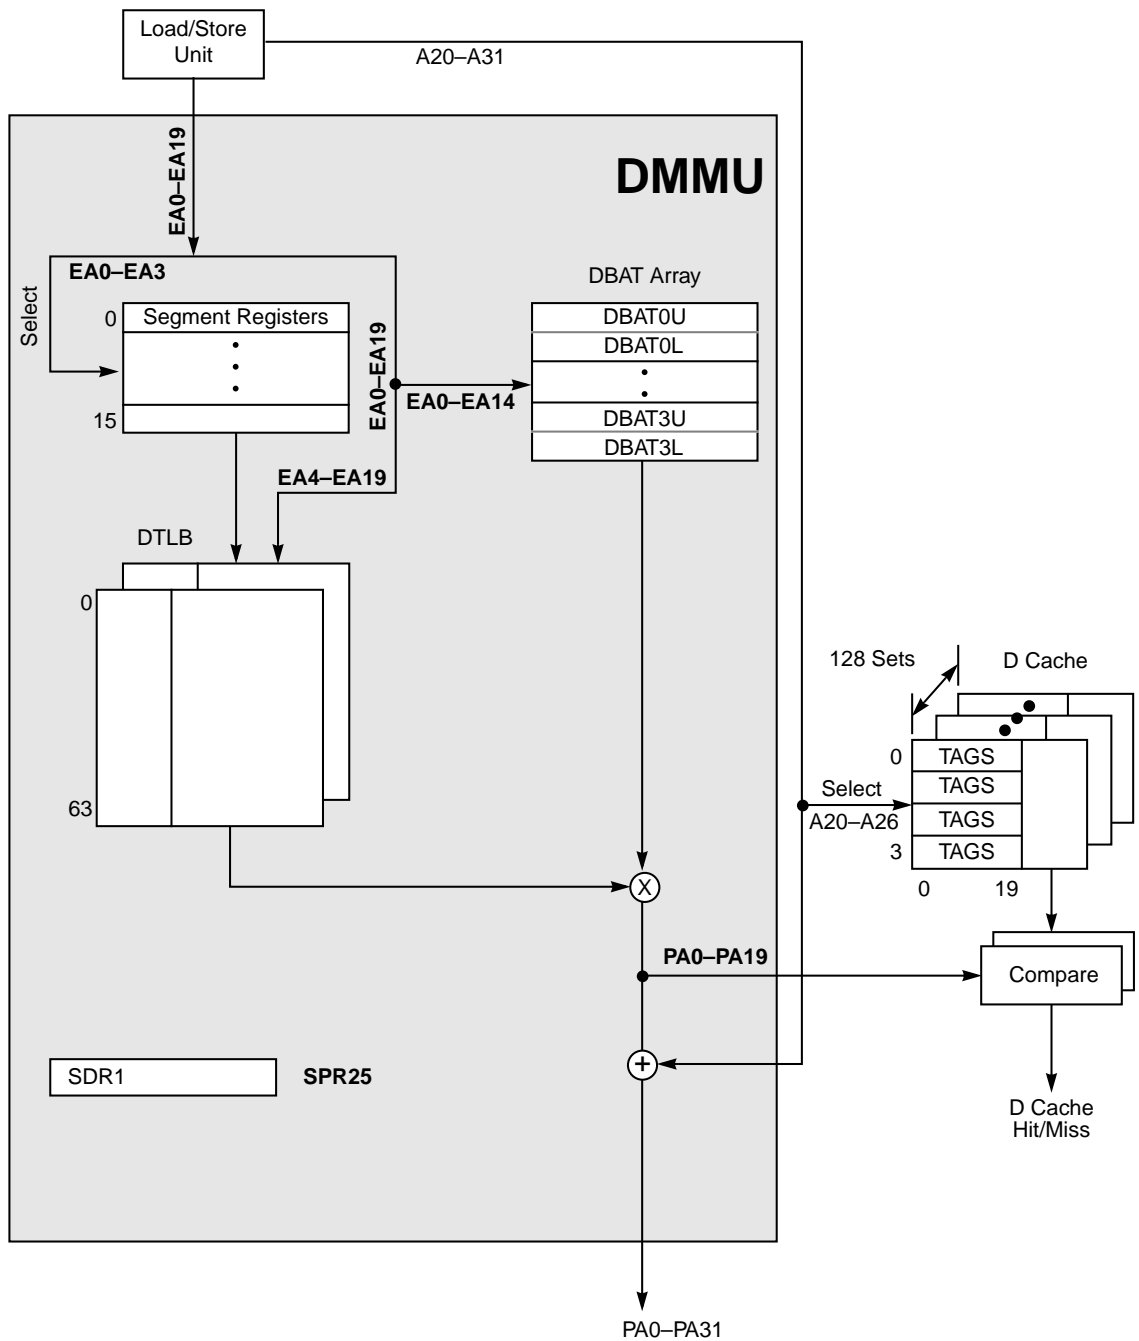 Load/Store
Unit
A20–A31
EA0–EA19
DMMU
EA0–EA3
Select
0
Segment Registers
15
EA0–EA19
EA0–EA14
DBAT Array
DBAT0U
DBAT0L
DBAT3U
DBAT3L
EA4–EA19
DTLB
0
63
128 Sets
D Cache
0
TAGS
TAGS
Select
A20–A26
TAGS
3
TAGS
0
19
X
PA0–PA19
Compare
+
SDR1
SPR25
D Cache
Hit/Miss
PA0–PA31